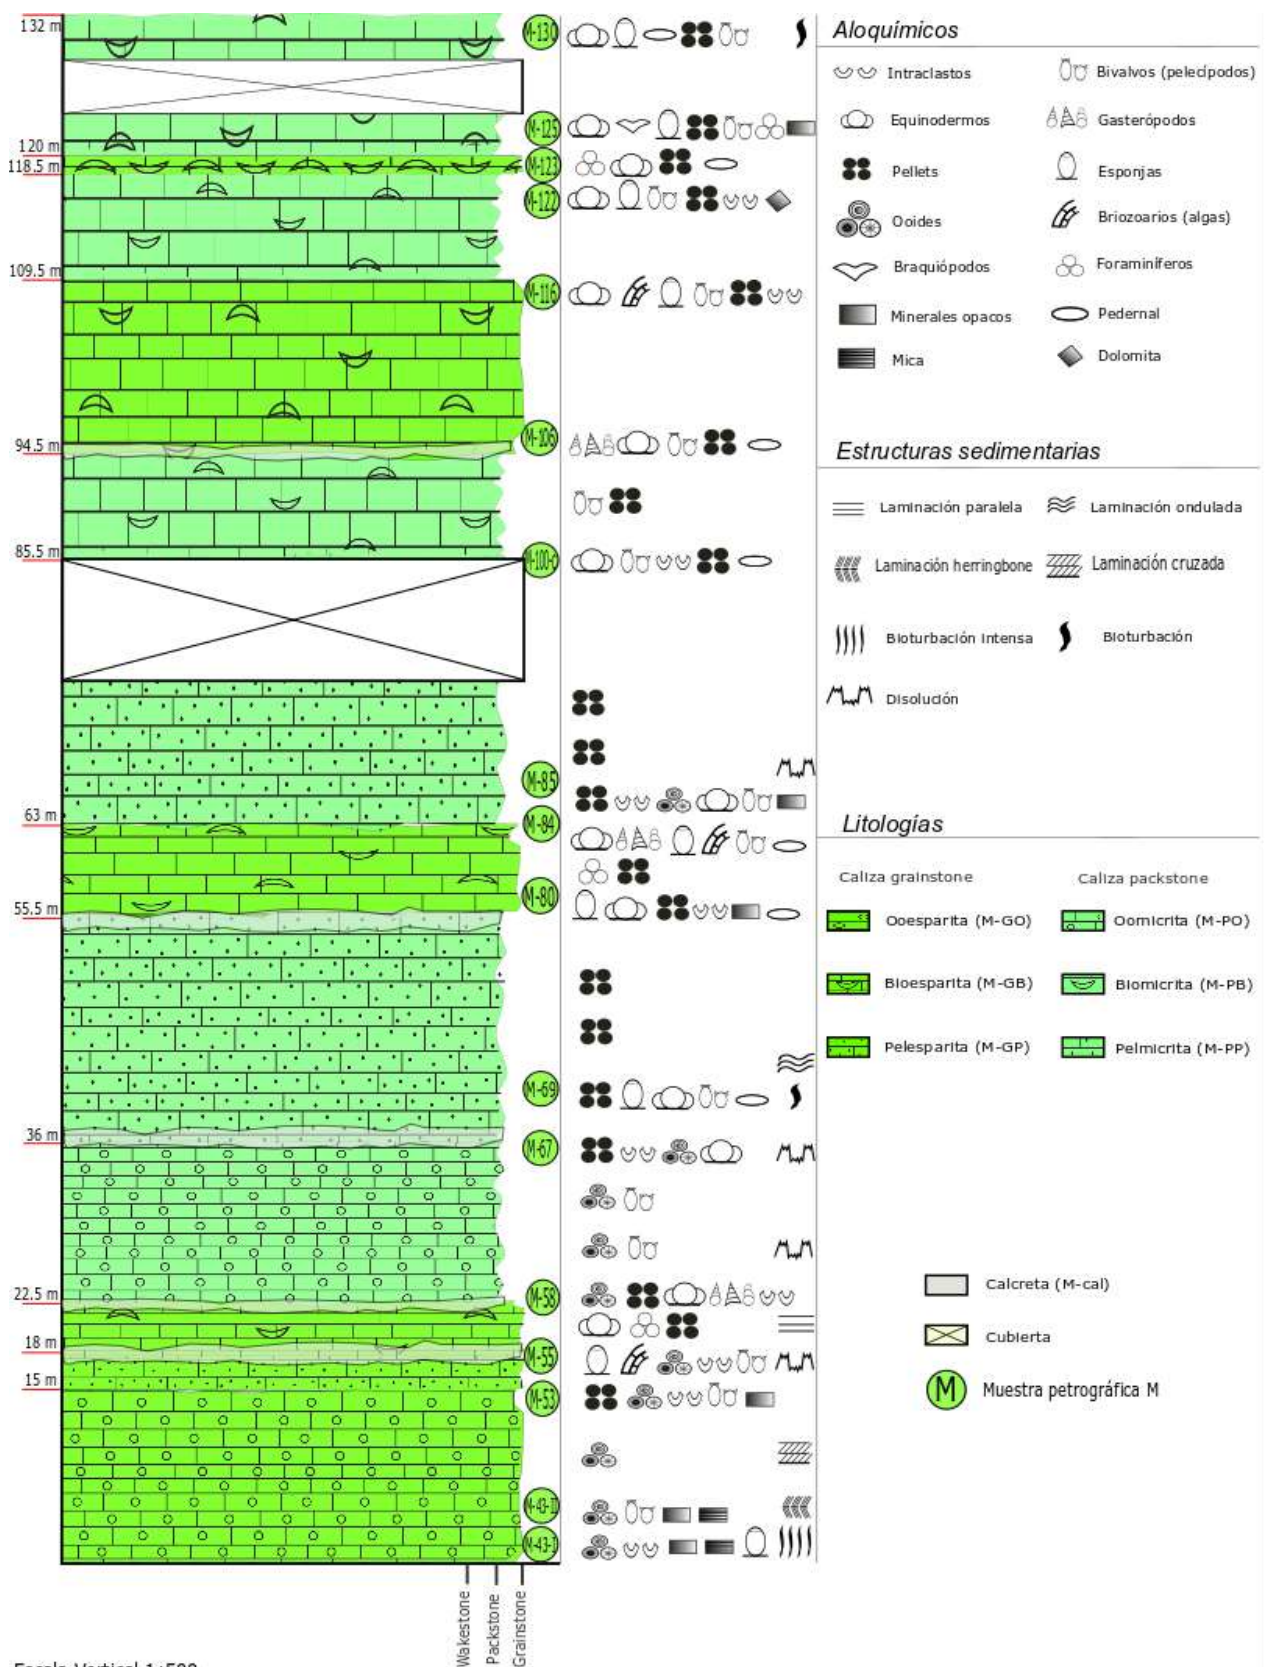 132 m
M-130
M-125
120 m
118.5 m
M-123
M-122
109.5 m
M-116
M-106
94.5 m
85.5 m
M-85
63 m
M-84
M-80
55.5 m
M-69
36 m
M-67
22.5 m
M-58
18 m
M-55
15 m
M-53
M-43-II
M-43-I
Wakestone
Packstone
Grainstone
Aloquímicos
Intraclastos
Bivalvos (pelecípodos)
Equinodermos
Gasterópodos
Pellets
Esponjas
Ooides
Briozoarios (algas)
Braquiópodos
Foraminíferos
Minerales opacos
Pedernal
Mica
Dolomita
Estructuras sedimentarias
Laminación paralela
Laminación ondulada
Laminación herringbone
Laminación cruzada
Bioturbación intensa
Bioturbación
Disolución
Litologías
Caliza grainstone
Caliza packstone
Ooesparita (M-GO)
Oomicrita (M-PO)
Bioesparita (M-GB)
Biomicrita (M-PB)
Pelesparita (M-GP)
Pelmicrita (M-PP)
Calcreta (M-cal)
Cubierta
M
Muestra petrográfica M